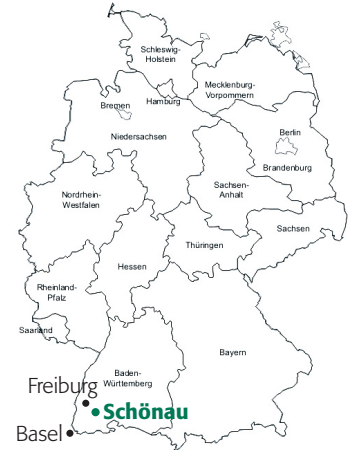 Schleswig-
Holstein
Mecklenburg-
Vorpommern
Hamburg
Bremen
Niedersachsen
Berlin
Brandenburg
Sachsen-
Anhalt
Nordrhein-
Westfalen
Sachsen
Thüringen
Hessen
Rheinland-
Pfalz
Saarland
Bayern
Baden-
Württemberg
Freiburg
Schönau
Basel